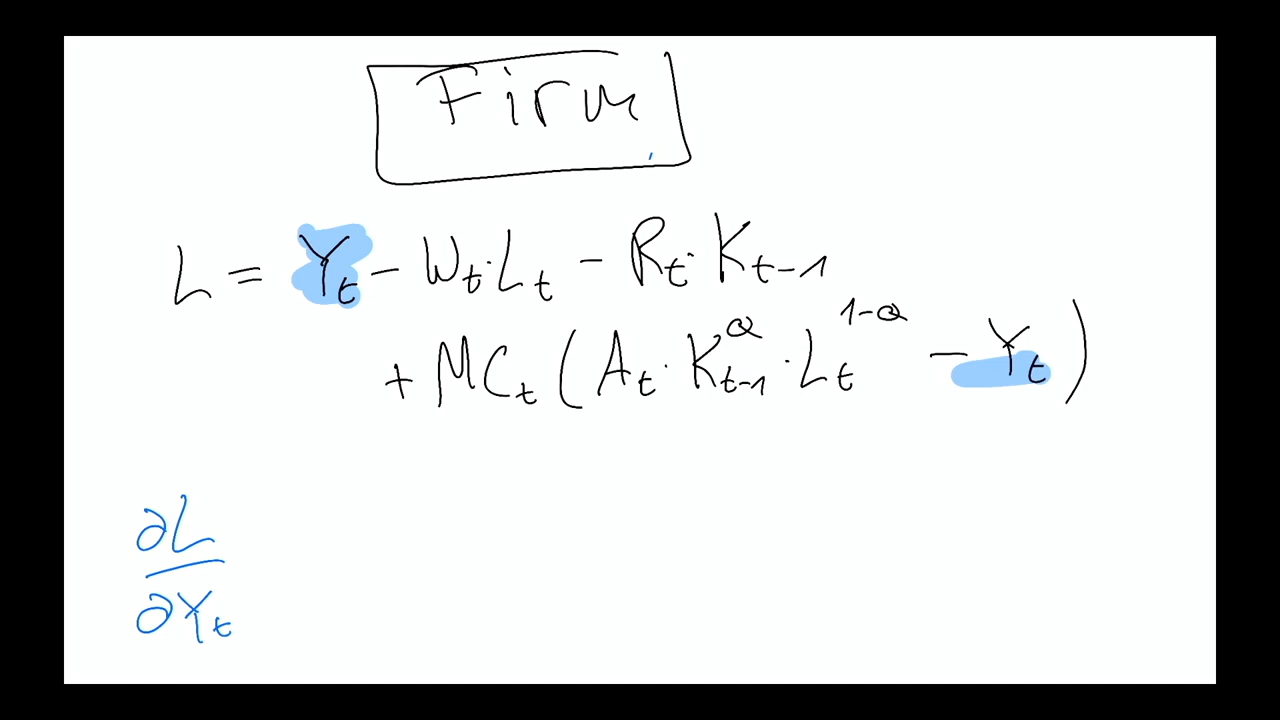 Firm
L = Yt - Wt·Lt - Rt·Kt-1
+ MCt (At·Kt-1^α·Lt^1-α - Yt)
∂L
∂Yt